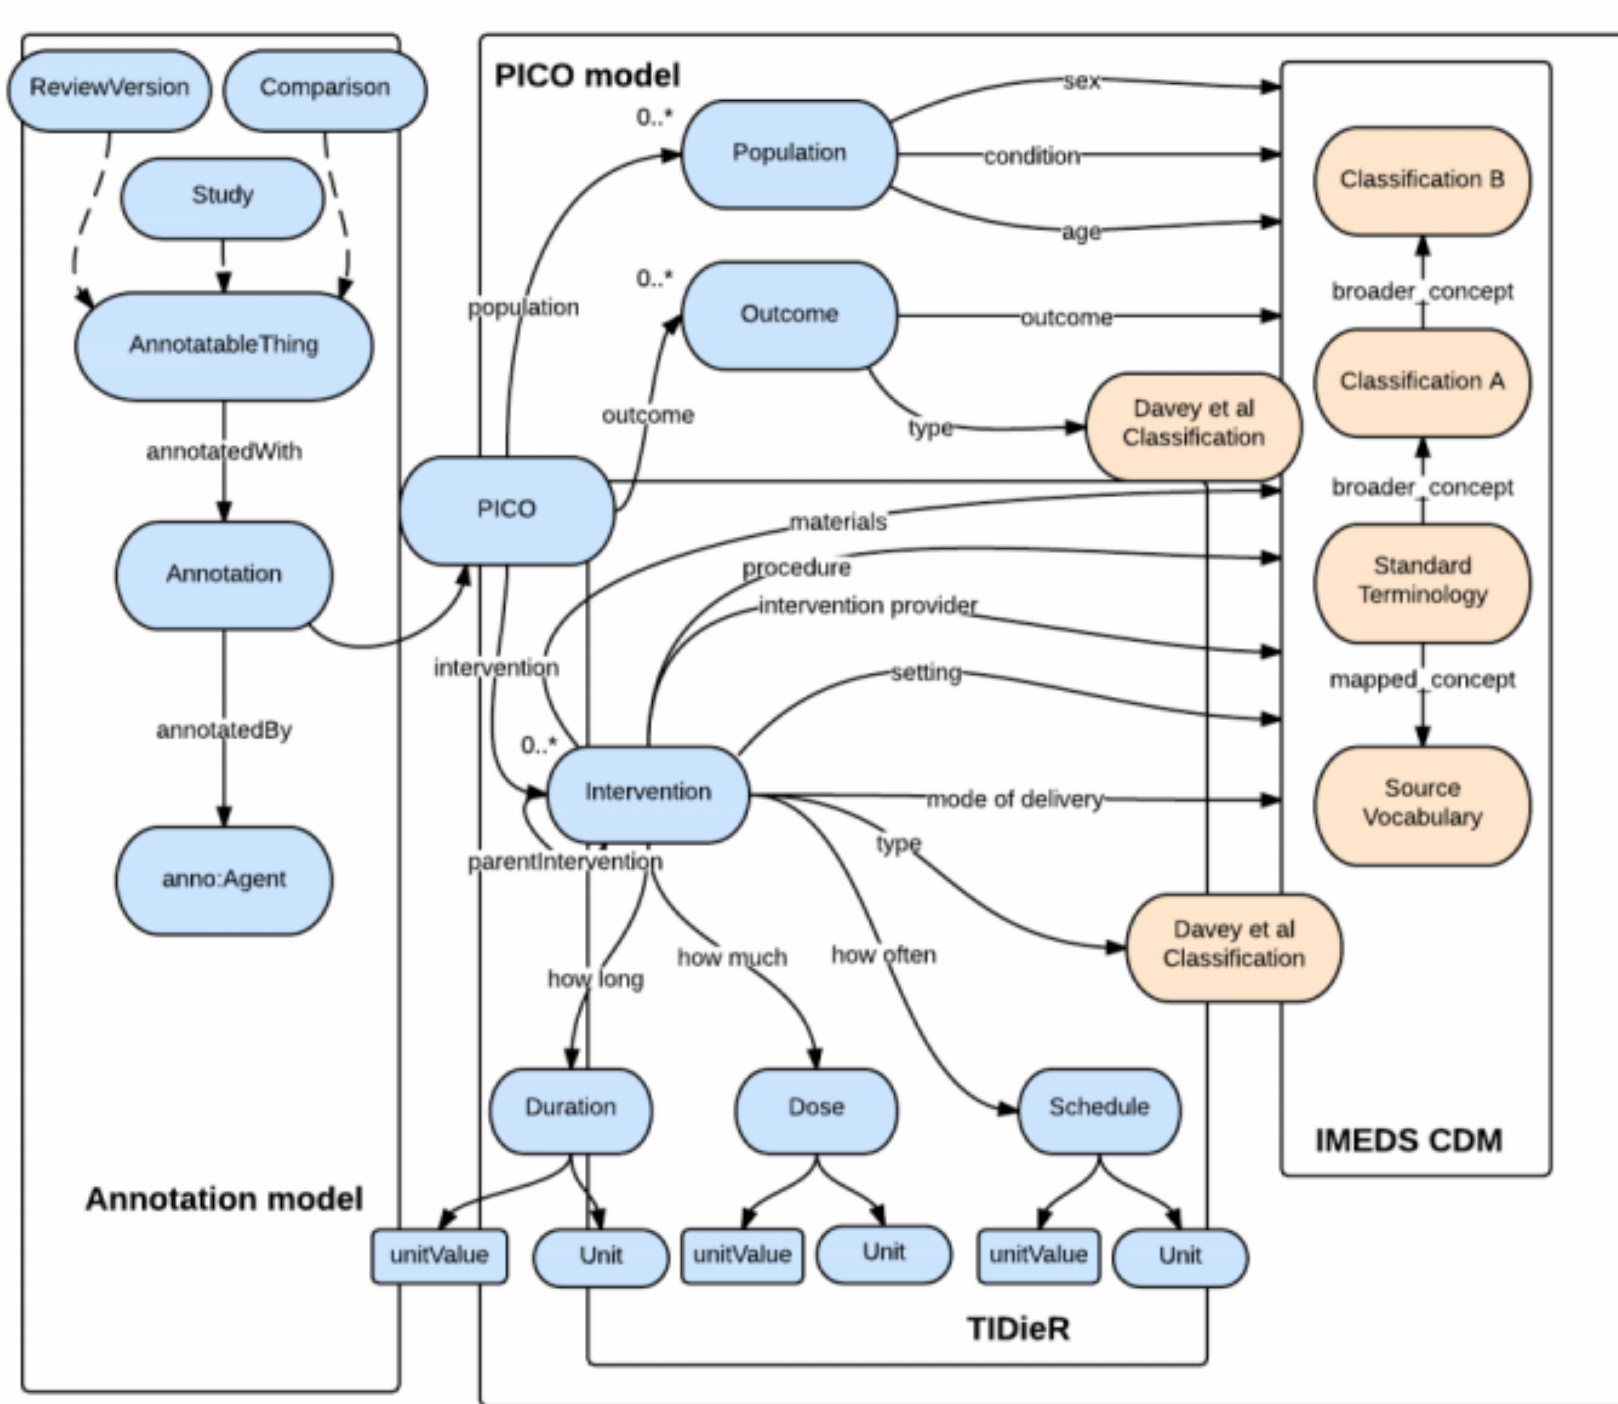 ReviewVersion
Comparison
Study
AnnotatableThing
annotatedWith
Annotation
annotatedBy
anno:Agent
Annotation model
PICO model
0..*
Population
sex
condition
age
population
0..*
Outcome
outcome
type
outcome
Davey et al
Classification
PICO
materials
procedure
intervention provider
setting
intervention
0..*
Intervention
mode of delivery
type
parentIntervention
how long
how much
how often
Davey et al
Classification
Duration
Dose
Schedule
unitValue
Unit
unitValue
Unit
unitValue
Unit
TIDieR
Classification B
broader_concept
Classification A
broader_concept
Standard
Terminology
mapped_concept
Source
Vocabulary
IMEDS CDM